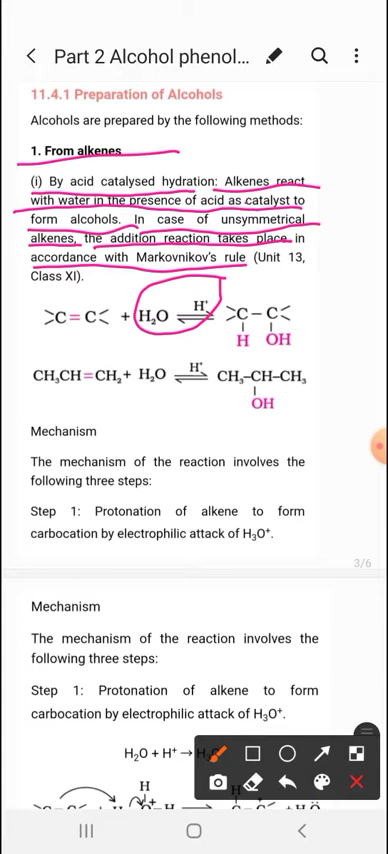 Part 2 Alcohol phenol...
11.4.1 Preparation of Alcohols
Alcohols are prepared by the following methods:
1. From alkenes
(i) By acid catalysed hydration: Alkenes react
with water in the presence of acid as catalyst to
form alcohols. In case of unsymmetrical
alkenes, the addition reaction takes place in
accordance with Markovnikov's rule (Unit 13,
Class XI).
>C=C< + H₂O ⇌ >C–C<
H⁺
H OH
CH₃CH=CH₂+ H₂O ⇌ CH₃–CH–CH₃
H⁺
OH
Mechanism
The mechanism of the reaction involves the
following three steps:
Step 1: Protonation of alkene to form
carbocation by electrophilic attack of H₃O⁺.
3/6
Mechanism
The mechanism of the reaction involves the
following three steps:
Step 1: Protonation of alkene to form
carbocation by electrophilic attack of H₃O⁺.
H₂O + H⁺ →
H